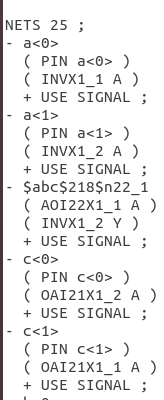 NETS 25 ;
- a<0>
( PIN a<0> )
( INVX1_1 A )
+ USE SIGNAL ;
- a<1>
( PIN a<1> )
( INVX1_2 A )
+ USE SIGNAL ;
- $abc$218$n22_1
( AOI22X1_1 A )
( INVX1_2 Y )
+ USE SIGNAL ;
- c<0>
( PIN c<0> )
( OAI21X1_2 A )
+ USE SIGNAL ;
- c<1>
( PIN c<1> )
( OAI21X1_1 A )
+ USE SIGNAL ;